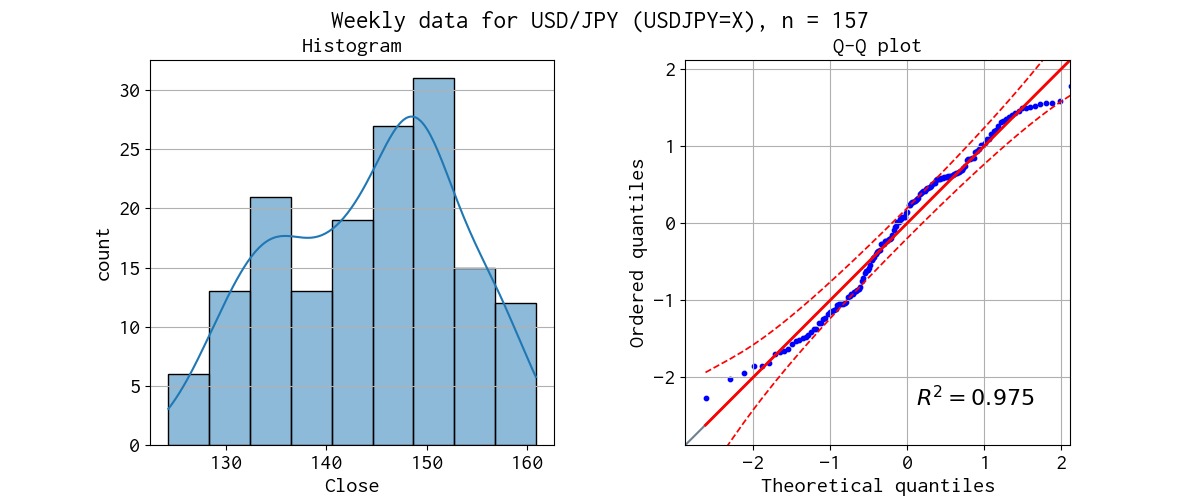 Weekly data for USD/JPY (USDJPY=X), n = 157
Histogram
count
30
25
20
15
10
5
0
130 140 150 160
Close
Q-Q plot
Ordered quantiles
2
1
0
−1
−2
R² = 0.975
−2 −1 0 1 2
Theoretical quantiles